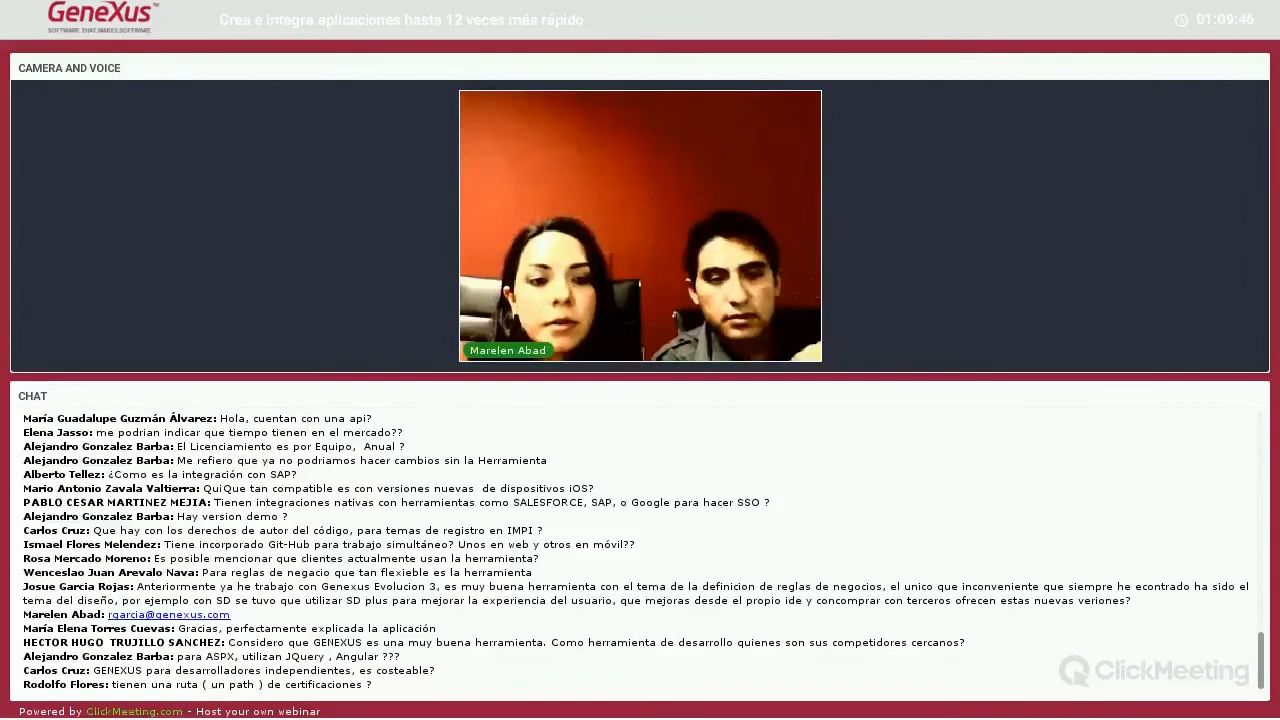 GeneXus™
SOFTWARE THAT MAKES SOFTWARE
Crea e integra aplicaciones hasta 12 veces más rápido
01:09:46
CAMERA AND VOICE
Marelen Abad
CHAT
María Guadalupe Guzmán Álvarez: Hola, cuentan con una api?
Elena Jasso: me podrian indicar que tiempo tienen en el mercado??
Alejandro Gonzalez Barba: El Licenciamiento es por Equipo, Anual ?
Alejandro Gonzalez Barba: Me refiero que ya no podriamos hacer cambios sin la Herramienta
Alberto Tellez: ¿Como es la integración con SAP?
Mario Antonio Zavala Valtierra: QuiQue tan compatible es con versiones nuevas de dispositivos iOS?
PABLO CESAR MARTINEZ MEJIA: Tienen integraciones nativas con herramientas como SALESFORCE, SAP, o Google para hacer SSO ?
Alejandro Gonzalez Barba: Hay version demo ?
Carlos Cruz: Que hay con los derechos de autor del código, para temas de registro en IMPI ?
Ismael Flores Melendez: Tiene incorporado Git-Hub para trabajo simultáneo? Unos en web y otros en móvil??
Rosa Mercado Moreno: Es posible mencionar que clientes actualmente usan la herramienta?
Wenceslao Juan Arevalo Nava: Para reglas de negacio que tan flexieble es la herramienta
Josue Garcia Rojas: Anteriormente ya he trabajo con Genexus Evolucion 3, es muy buena herramienta con el tema de la definicion de reglas de negocios, el unico que inconveniente que siempre he econtrado ha sido el
tema del diseño, por ejemplo con SD se tuvo que utilizar SD plus para mejorar la experiencia del usuario, que mejoras desde el propio ide y concomprar con terceros ofrecen estas nuevas veriones?
Marelen Abad: rgarcia@genexus.com
María Elena Torres Cuevas: Gracias, perfectamente explicada la aplicación
HECTOR HUGO TRUJILLO SANCHEZ: Considero que GENEXUS es una muy buena herramienta. Como herramienta de desarrollo quienes son sus competidores cercanos?
Alejandro Gonzalez Barba: para ASPX, utilizan JQuery , Angular ???
Carlos Cruz: GENEXUS para desarrolladores independientes, es costeable?
Rodolfo Flores: tienen una ruta ( un path ) de certificaciones ?
ClickMeeting
Powered by ClickMeeting.com - Host your own webinar